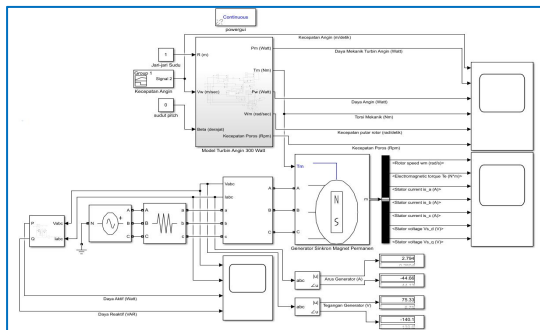 Continuous
powergui
Kecepatan Angin (m/detik)
Pm (Watt)
Daya Mekanik Turbin Angin (Watt)
1
R (m)
Jari-jari Sudu
Tm (Nm)
Group 1
Signal 2
Vw (m/sec)
Pw (Watt)
Kecepatan Angin
Daya Angin (Watt)
0
Wm (rad/sec)
Torsi Mekanik (Nm)
sudut pitch
Beta (derajat)
Kecepatan putar rotor (rad/detik)
Kecepatan Poros (Rpm)
Model Turbin Angin 300 Watt
Kecepatan Poros (Rpm)
Tm
<Rotor speed wm (rad/s)>
<Electromagnetic torque Te (N*m)>
<Stator current is_a (A)>
<Stator current is_b (A)>
<Stator current is_c (A)>
<Stator voltage Vs_d (V)>
<Stator voltage Vs_q (V)>
m
N
S
A
B
C
Generator Sinkron Magnet Permanen
Vabc
Iabc
A
B
C
a
b
c
P
Q
Vabc
Iabc
N
A
B
C
A
B
C
abc
|u|
∠u
Arus Generator (A)
2.794
-44.66
abc
|u|
∠u
Tegangan Generator (V)
75.33
-140.1
Daya Aktif (Watt)
Daya Reaktif (VAR)